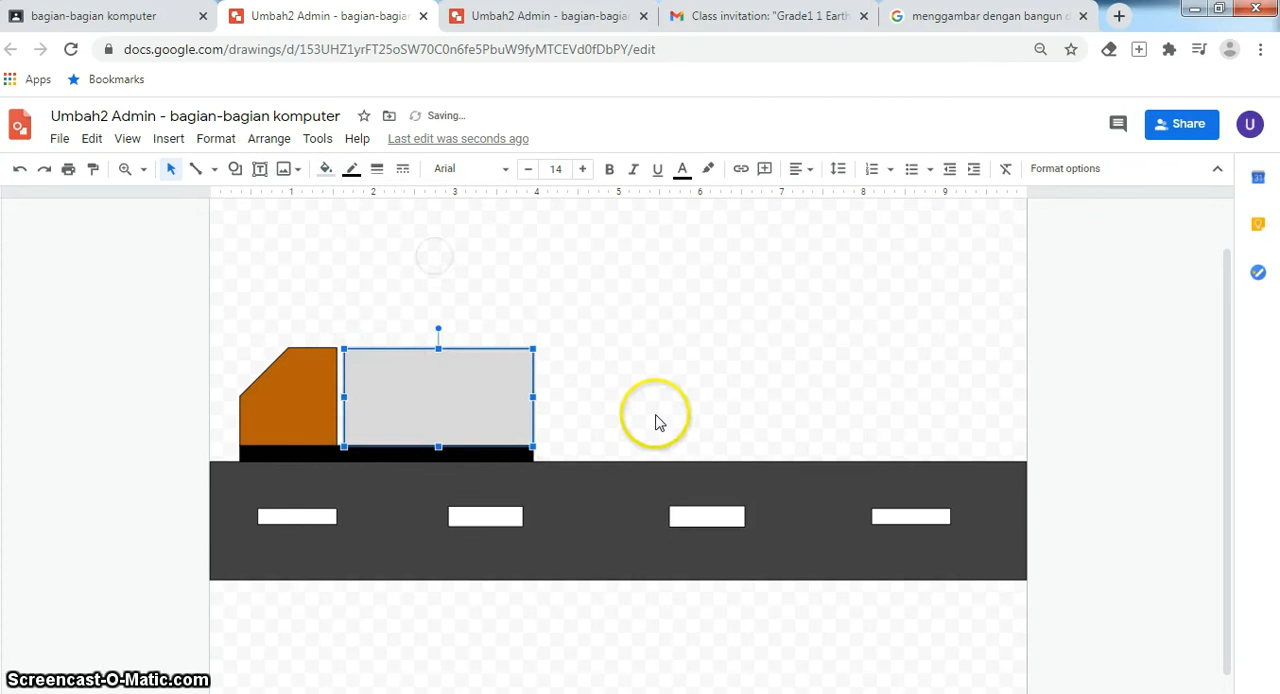 bagian-bagian komputer
Umbah2 Admin - bagian-bagian
Umbah2 Admin - bagian-bagian
Class invitation: "Grade1 1 Earth
menggambar dengan bangun d
docs.google.com/drawings/d/153UHZ1yrFT25oSW70C0n6fe5PbuW9fyMTCEVd0fDbPY/edit
Apps
Bookmarks
Umbah2 Admin - bagian-bagian komputer
Saving...
File Edit View Insert Format Arrange Tools Help Last edit was seconds ago
Share
U
Arial
14
B I U A
Format options
1 2 3 4 5 6 7 8 9
Screencast-O-Matic.com